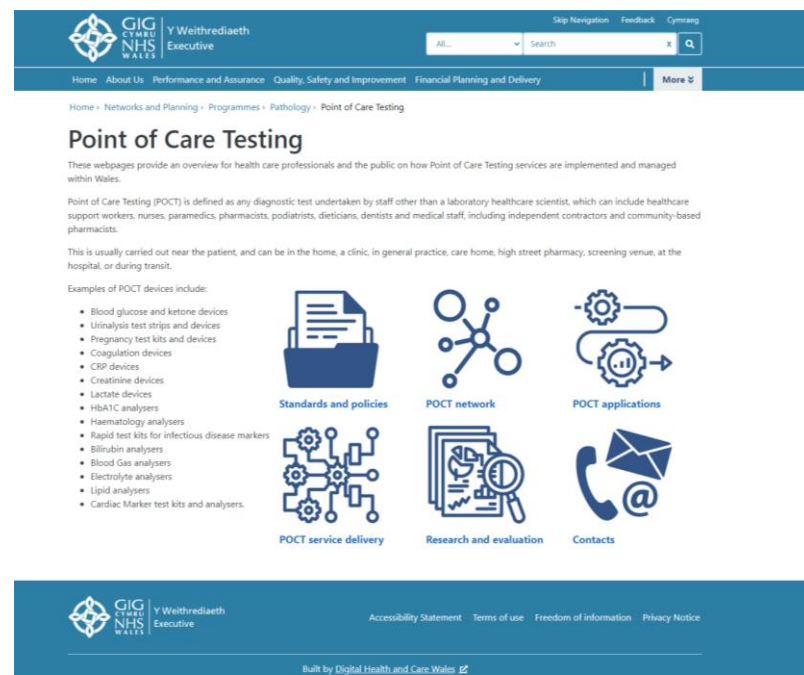 Skip Navigation Feedback Cymraeg
GIG
CYMRU
NHS
WALES
Y Weithrediaeth
Executive
All...
Search
x
Home About Us Performance and Assurance Quality, Safety and Improvement Financial Planning and Delivery
More
Home › Networks and Planning › Programmes › Pathology › Point of Care Testing
Point of Care Testing
These webpages provide an overview for health care professionals and the public on how Point of Care Testing services are implemented and managed
within Wales.
Point of Care Testing (POCT) is defined as any diagnostic test undertaken by staff other than a laboratory healthcare scientist, which can include healthcare
support workers, nurses, paramedics, pharmacists, podiatrists, dieticians, dentists and medical staff, including independent contractors and community-based
pharmacists.
This is usually carried out near the patient, and can be in the home, a clinic, in general practice, care home, high street pharmacy, screening venue, at the
hospital, or during transit.
Examples of POCT devices include:
• Blood glucose and ketone devices
• Urinalysis test strips and devices
• Pregnancy test kits and devices
• Coagulation devices
• CRP devices
• Creatinine devices
• Lactate devices
• HbA1C analysers
• Haematology analysers
• Rapid test kits for infectious disease markers
• Bilirubin analysers
• Blood Gas analysers
• Electrolyte analysers
• Lipid analysers
• Cardiac Marker test kits and analysers.
Standards and policies
POCT network
POCT applications
@
POCT service delivery
Research and evaluation
Contacts
GIG
CYMRU
NHS
WALES
Y Weithrediaeth
Executive
Accessibility Statement Terms of use Freedom of information Privacy Notice
Built by Digital Health and Care Wales